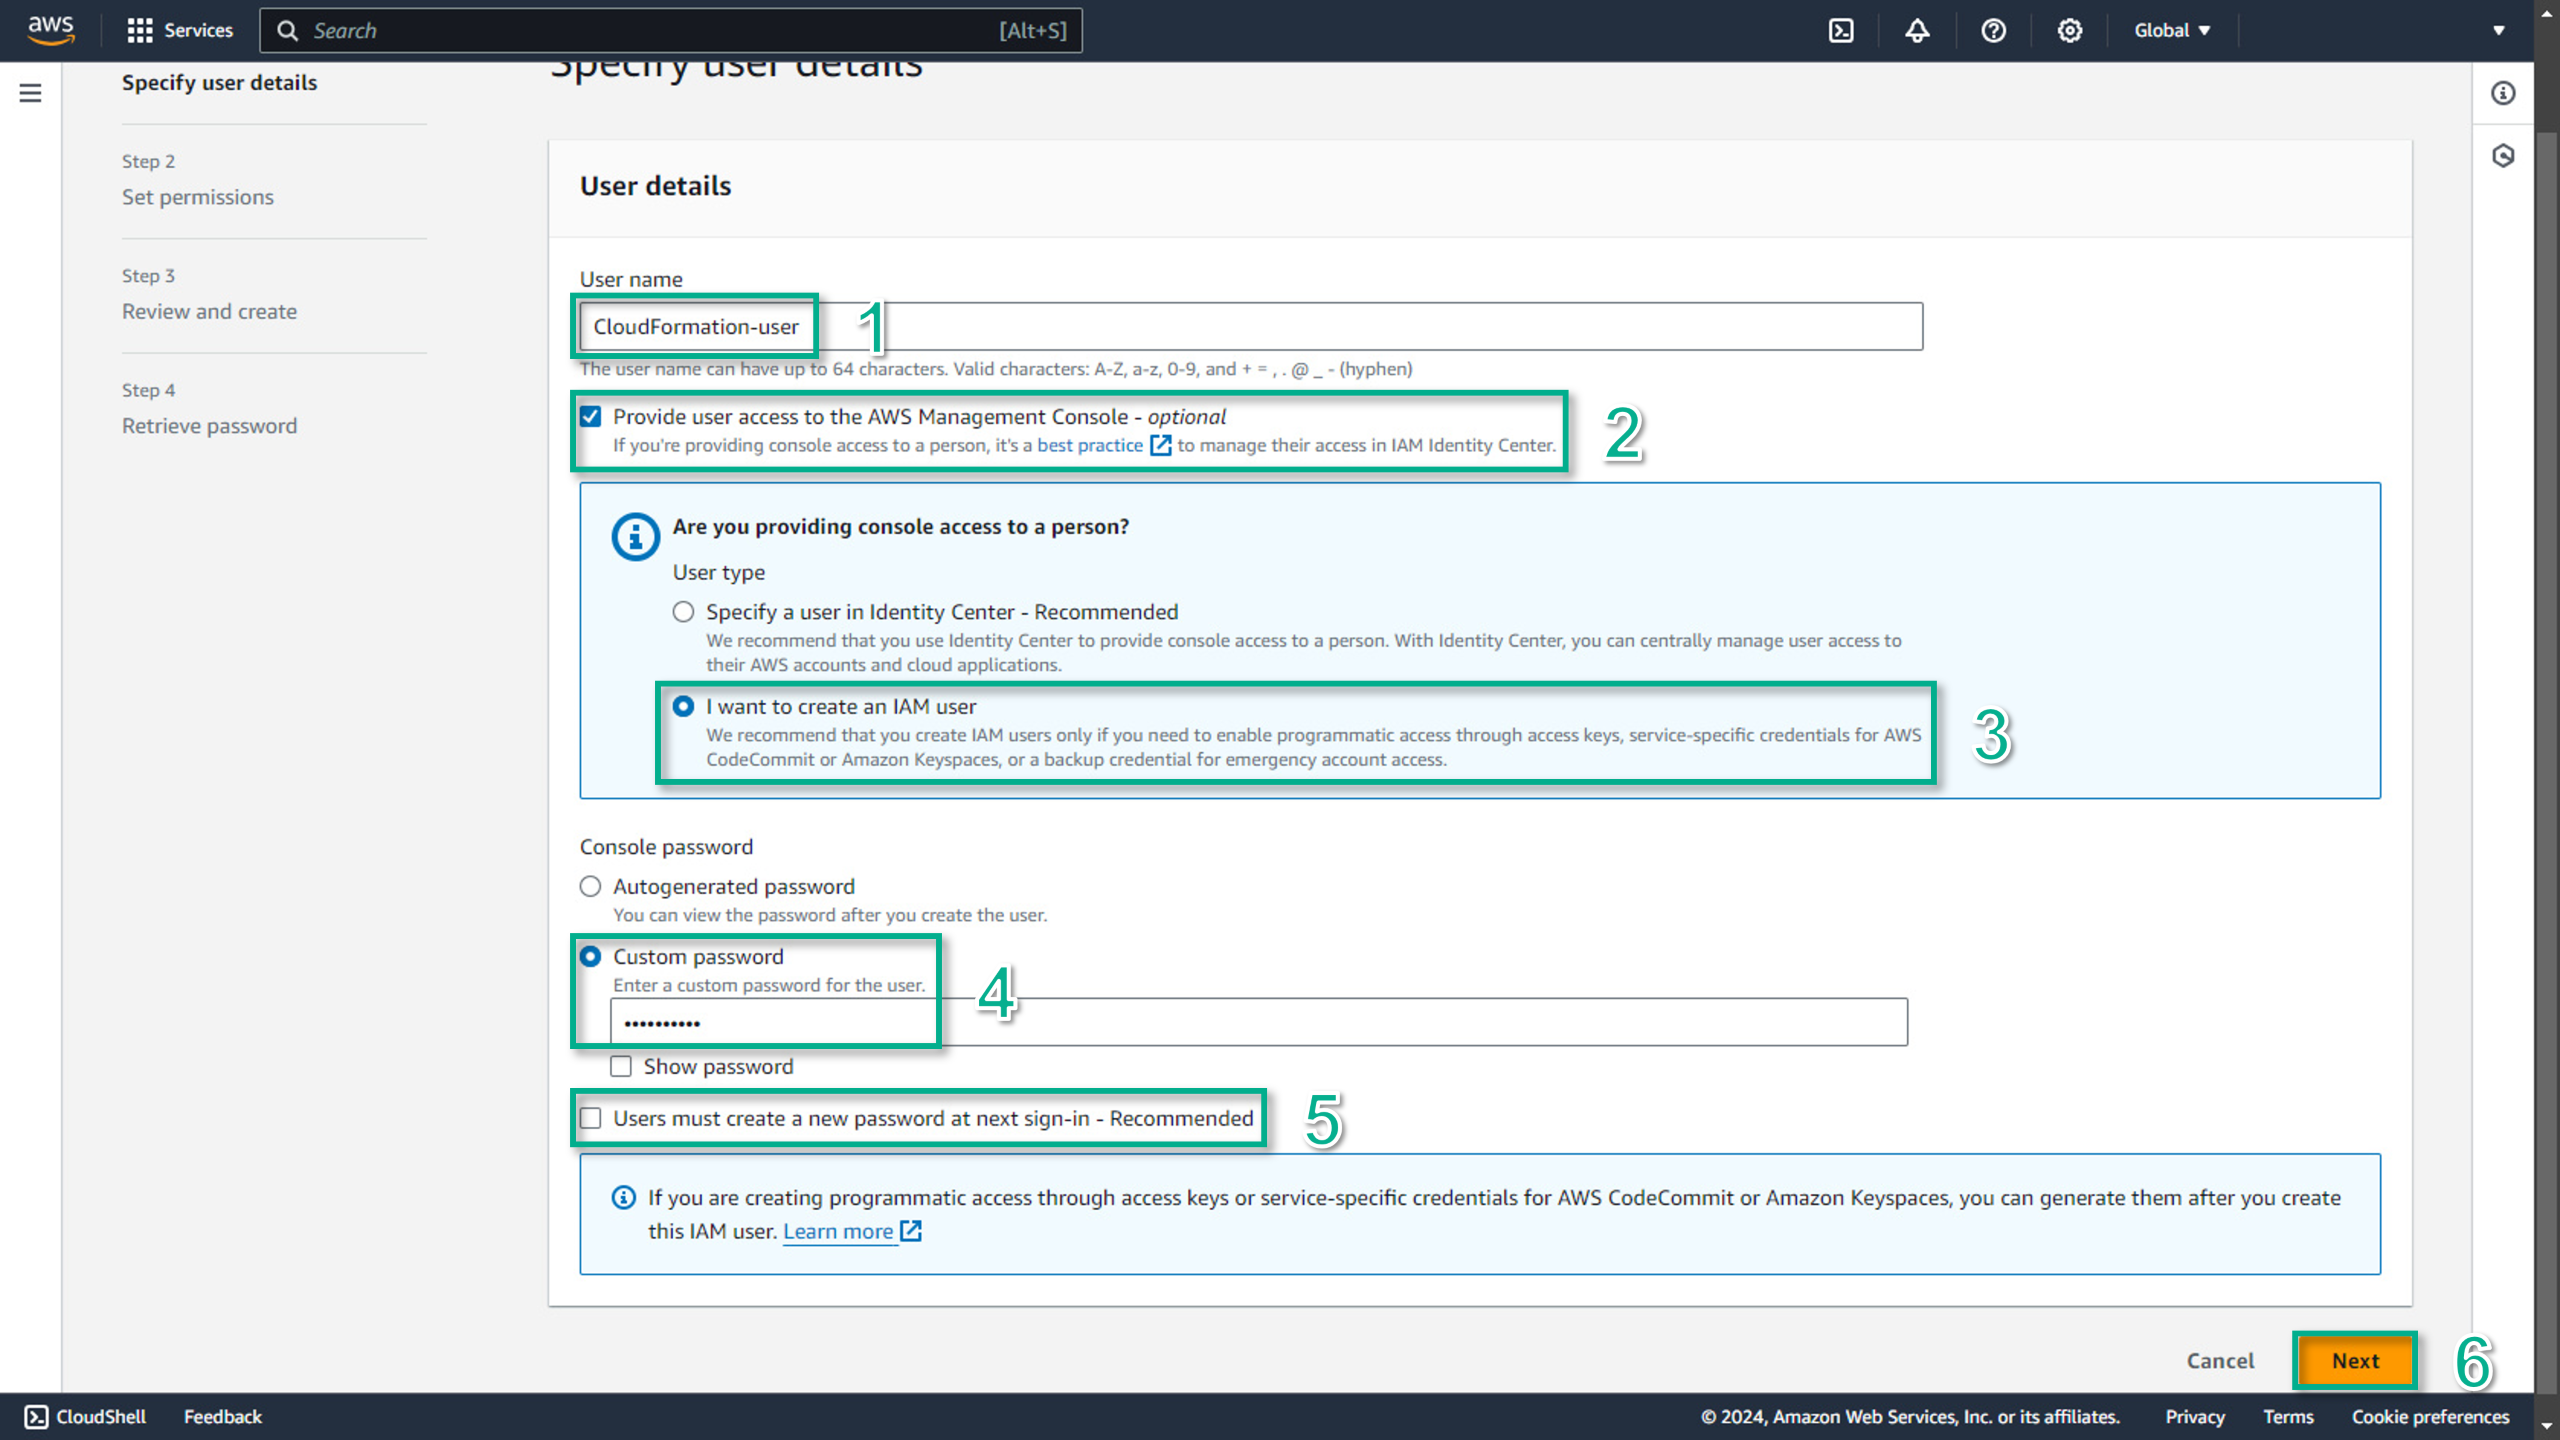 aws
Services
Search
[Alt+S]
Global
Specify user details
Specify user details
Step 2
Set permissions
Step 3
Review and create
Step 4
Retrieve password
User details
User name
CloudFormation-user
1
The user name can have up to 64 characters. Valid characters: A-Z, a-z, 0-9, and + = , . @ _ - (hyphen)
Provide user access to the AWS Management Console - optional
If you're providing console access to a person, it's a best practice to manage their access in IAM Identity Center.
2
Are you providing console access to a person?
User type
Specify a user in Identity Center - Recommended
We recommend that you use Identity Center to provide console access to a person. With Identity Center, you can centrally manage user access to
their AWS accounts and cloud applications.
I want to create an IAM user
We recommend that you create IAM users only if you need to enable programmatic access through access keys, service-specific credentials for AWS
CodeCommit or Amazon Keyspaces, or a backup credential for emergency account access.
3
Console password
Autogenerated password
You can view the password after you create the user.
Custom password
Enter a custom password for the user.
••••••••••
4
Show password
Users must create a new password at next sign-in - Recommended
5
If you are creating programmatic access through access keys or service-specific credentials for AWS CodeCommit or Amazon Keyspaces, you can generate them after you create
this IAM user. Learn more
Cancel
Next
6
CloudShell
Feedback
© 2024, Amazon Web Services, Inc. or its affiliates.
Privacy
Terms
Cookie preferences